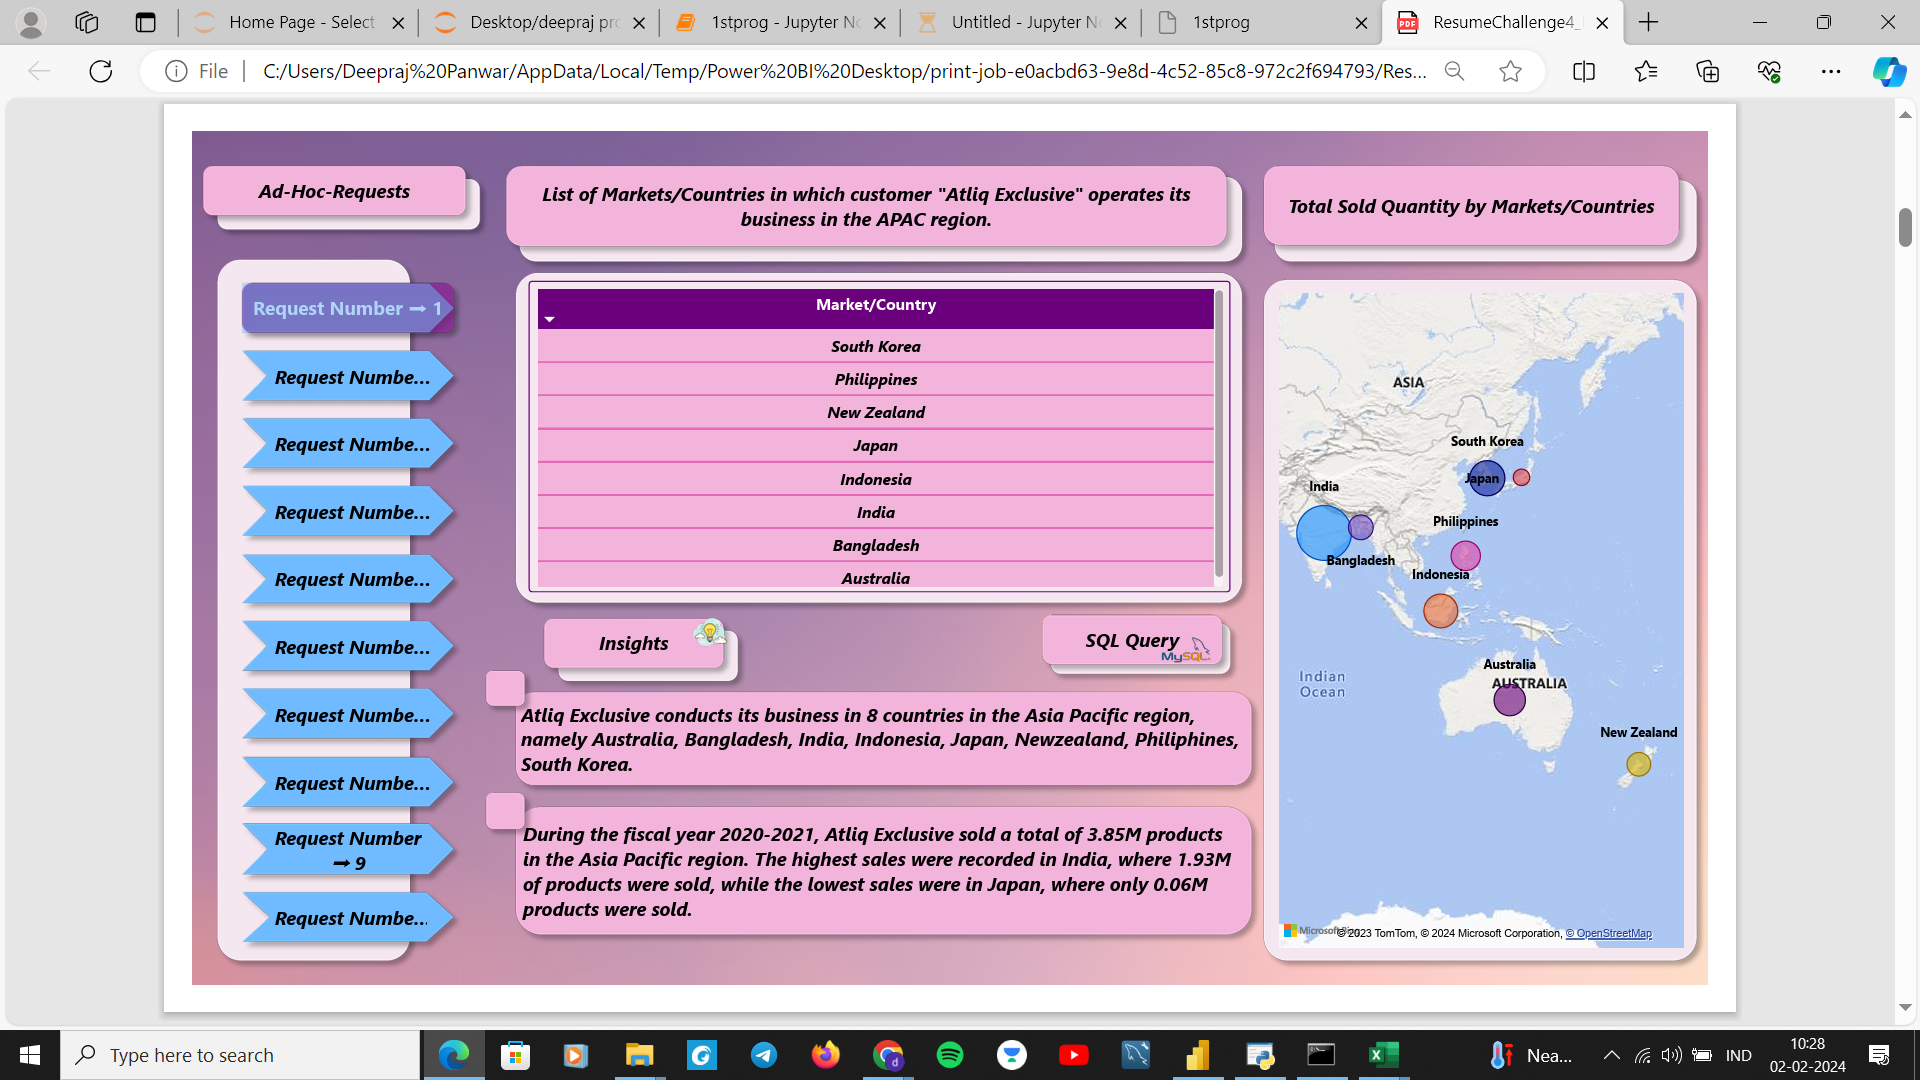 Home Page - Select
Desktop/deepraj pro
1stprog - Jupyter No
Untitled - Jupyter No
1stprog
ResumeChallenge4_
File
C:/Users/Deepraj%20Panwar/AppData/Local/Temp/Power%20BI%20Desktop/print-job-e0acbd63-9e8d-4c52-85c8-972c2f694793/Res...
Ad-Hoc-Requests
List of Markets/Countries in which customer "Atliq Exclusive" operates its
business in the APAC region.
Total Sold Quantity by Markets/Countries
Request Number ➞ 1
Request Numbe...
Request Numbe...
Request Numbe...
Request Numbe...
Request Numbe...
Request Numbe...
Request Numbe...
Request Number
➞ 9
Request Numbe...
Market/Country
South Korea
Philippines
New Zealand
Japan
Indonesia
India
Bangladesh
Australia
Insights
SQL Query
MySQL
Atliq Exclusive conducts its business in 8 countries in the Asia Pacific region,
namely Australia, Bangladesh, India, Indonesia, Japan, Newzealand, Philiphines,
South Korea.
During the fiscal year 2020-2021, Atliq Exclusive sold a total of 3.85M products
in the Asia Pacific region. The highest sales were recorded in India, where 1.93M
of products were sold, while the lowest sales were in Japan, where only 0.06M
products were sold.
ASIA
South Korea
Japan
India
Philippines
Bangladesh
Indonesia
Indian
Ocean
Australia
AUSTRALIA
New Zealand
Microsoft Bing
© 2023 TomTom, © 2024 Microsoft Corporation, © OpenStreetMap
Type here to search
Nea...
IND
10:28
02-02-2024